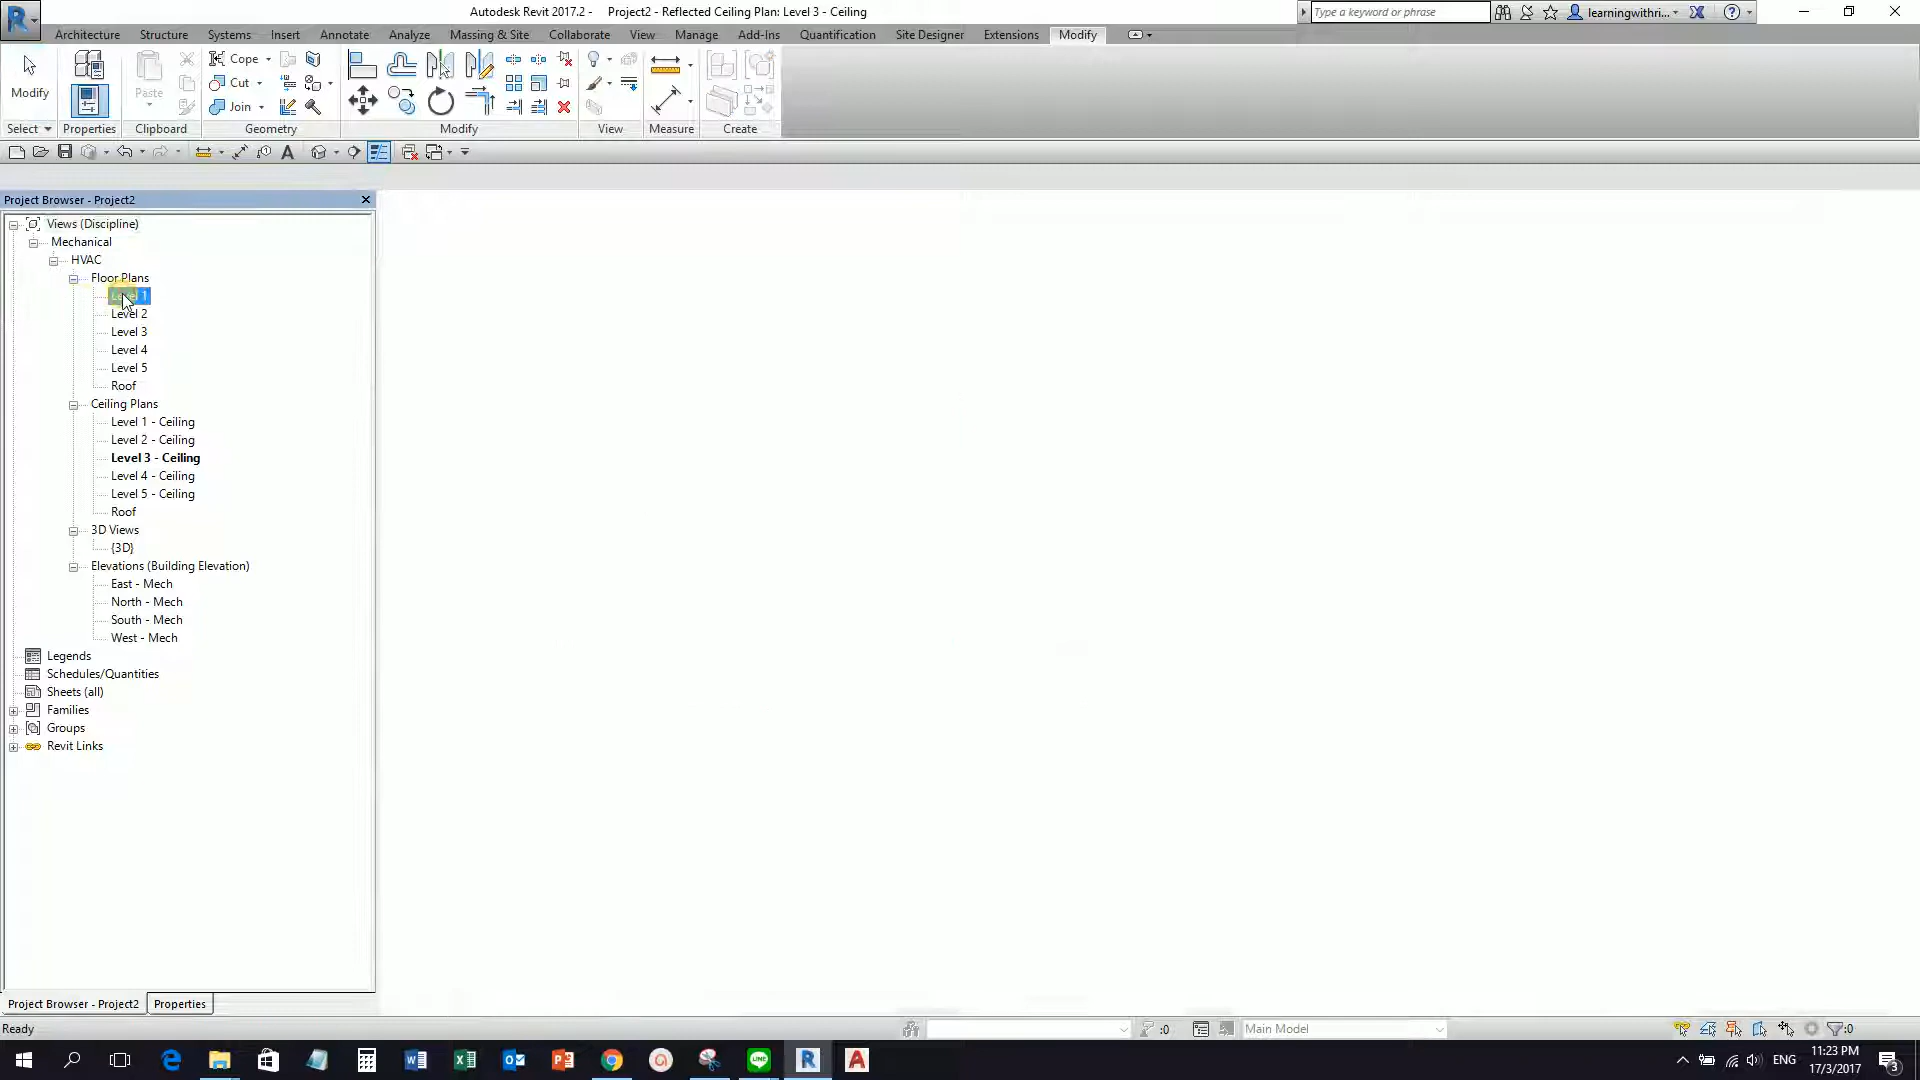 Autodesk Revit 2017.2 - Project2 - Reflected Ceiling Plan: Level 3 - Ceiling
Type a keyword or phrase
learningwithri...
Architecture Structure Systems Insert Annotate Analyze Massing & Site Collaborate View Manage Add-Ins Quantification Site Designer Extensions Modify
Modify
Paste
Cope
Cut
Join
Select Properties Clipboard Geometry Modify View Measure Create
Project Browser - Project2
Views (Discipline)
Mechanical
HVAC
Floor Plans
Level 1
Level 2
Level 3
Level 4
Level 5
Roof
Ceiling Plans
Level 1 - Ceiling
Level 2 - Ceiling
Level 3 - Ceiling
Level 4 - Ceiling
Level 5 - Ceiling
Roof
3D Views
{3D}
Elevations (Building Elevation)
East - Mech
North - Mech
South - Mech
West - Mech
Legends
Schedules/Quantities
Sheets (all)
Families
Groups
Revit Links
Project Browser - Project2 Properties
Ready
:0
Main Model
:0
ENG
11:23 PM
17/3/2017
3